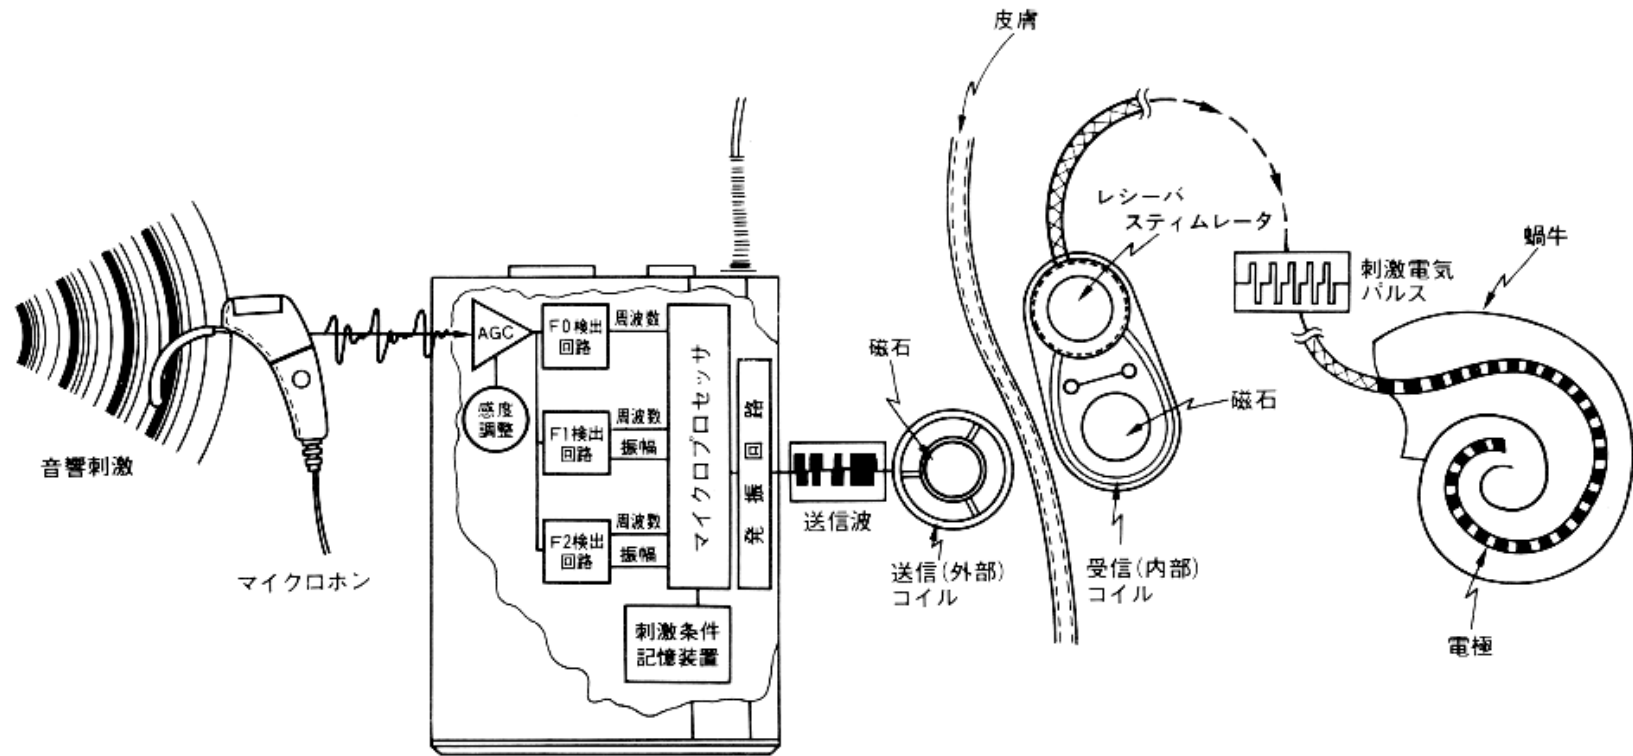 皮膚
レシーバ
スティムレータ
蝸牛
刺激電気
パルス
AGC
F0検出
回路
周波数
感度
調整
F1検出
回路
周波数
振幅
F2検出
回路
周波数
振幅
マイクロプロセッサ
発振回路
刺激条件
記憶装置
音響刺激
マイクロホン
磁石
送信波
送信(外部)
コイル
磁石
受信(内部)
コイル
電極